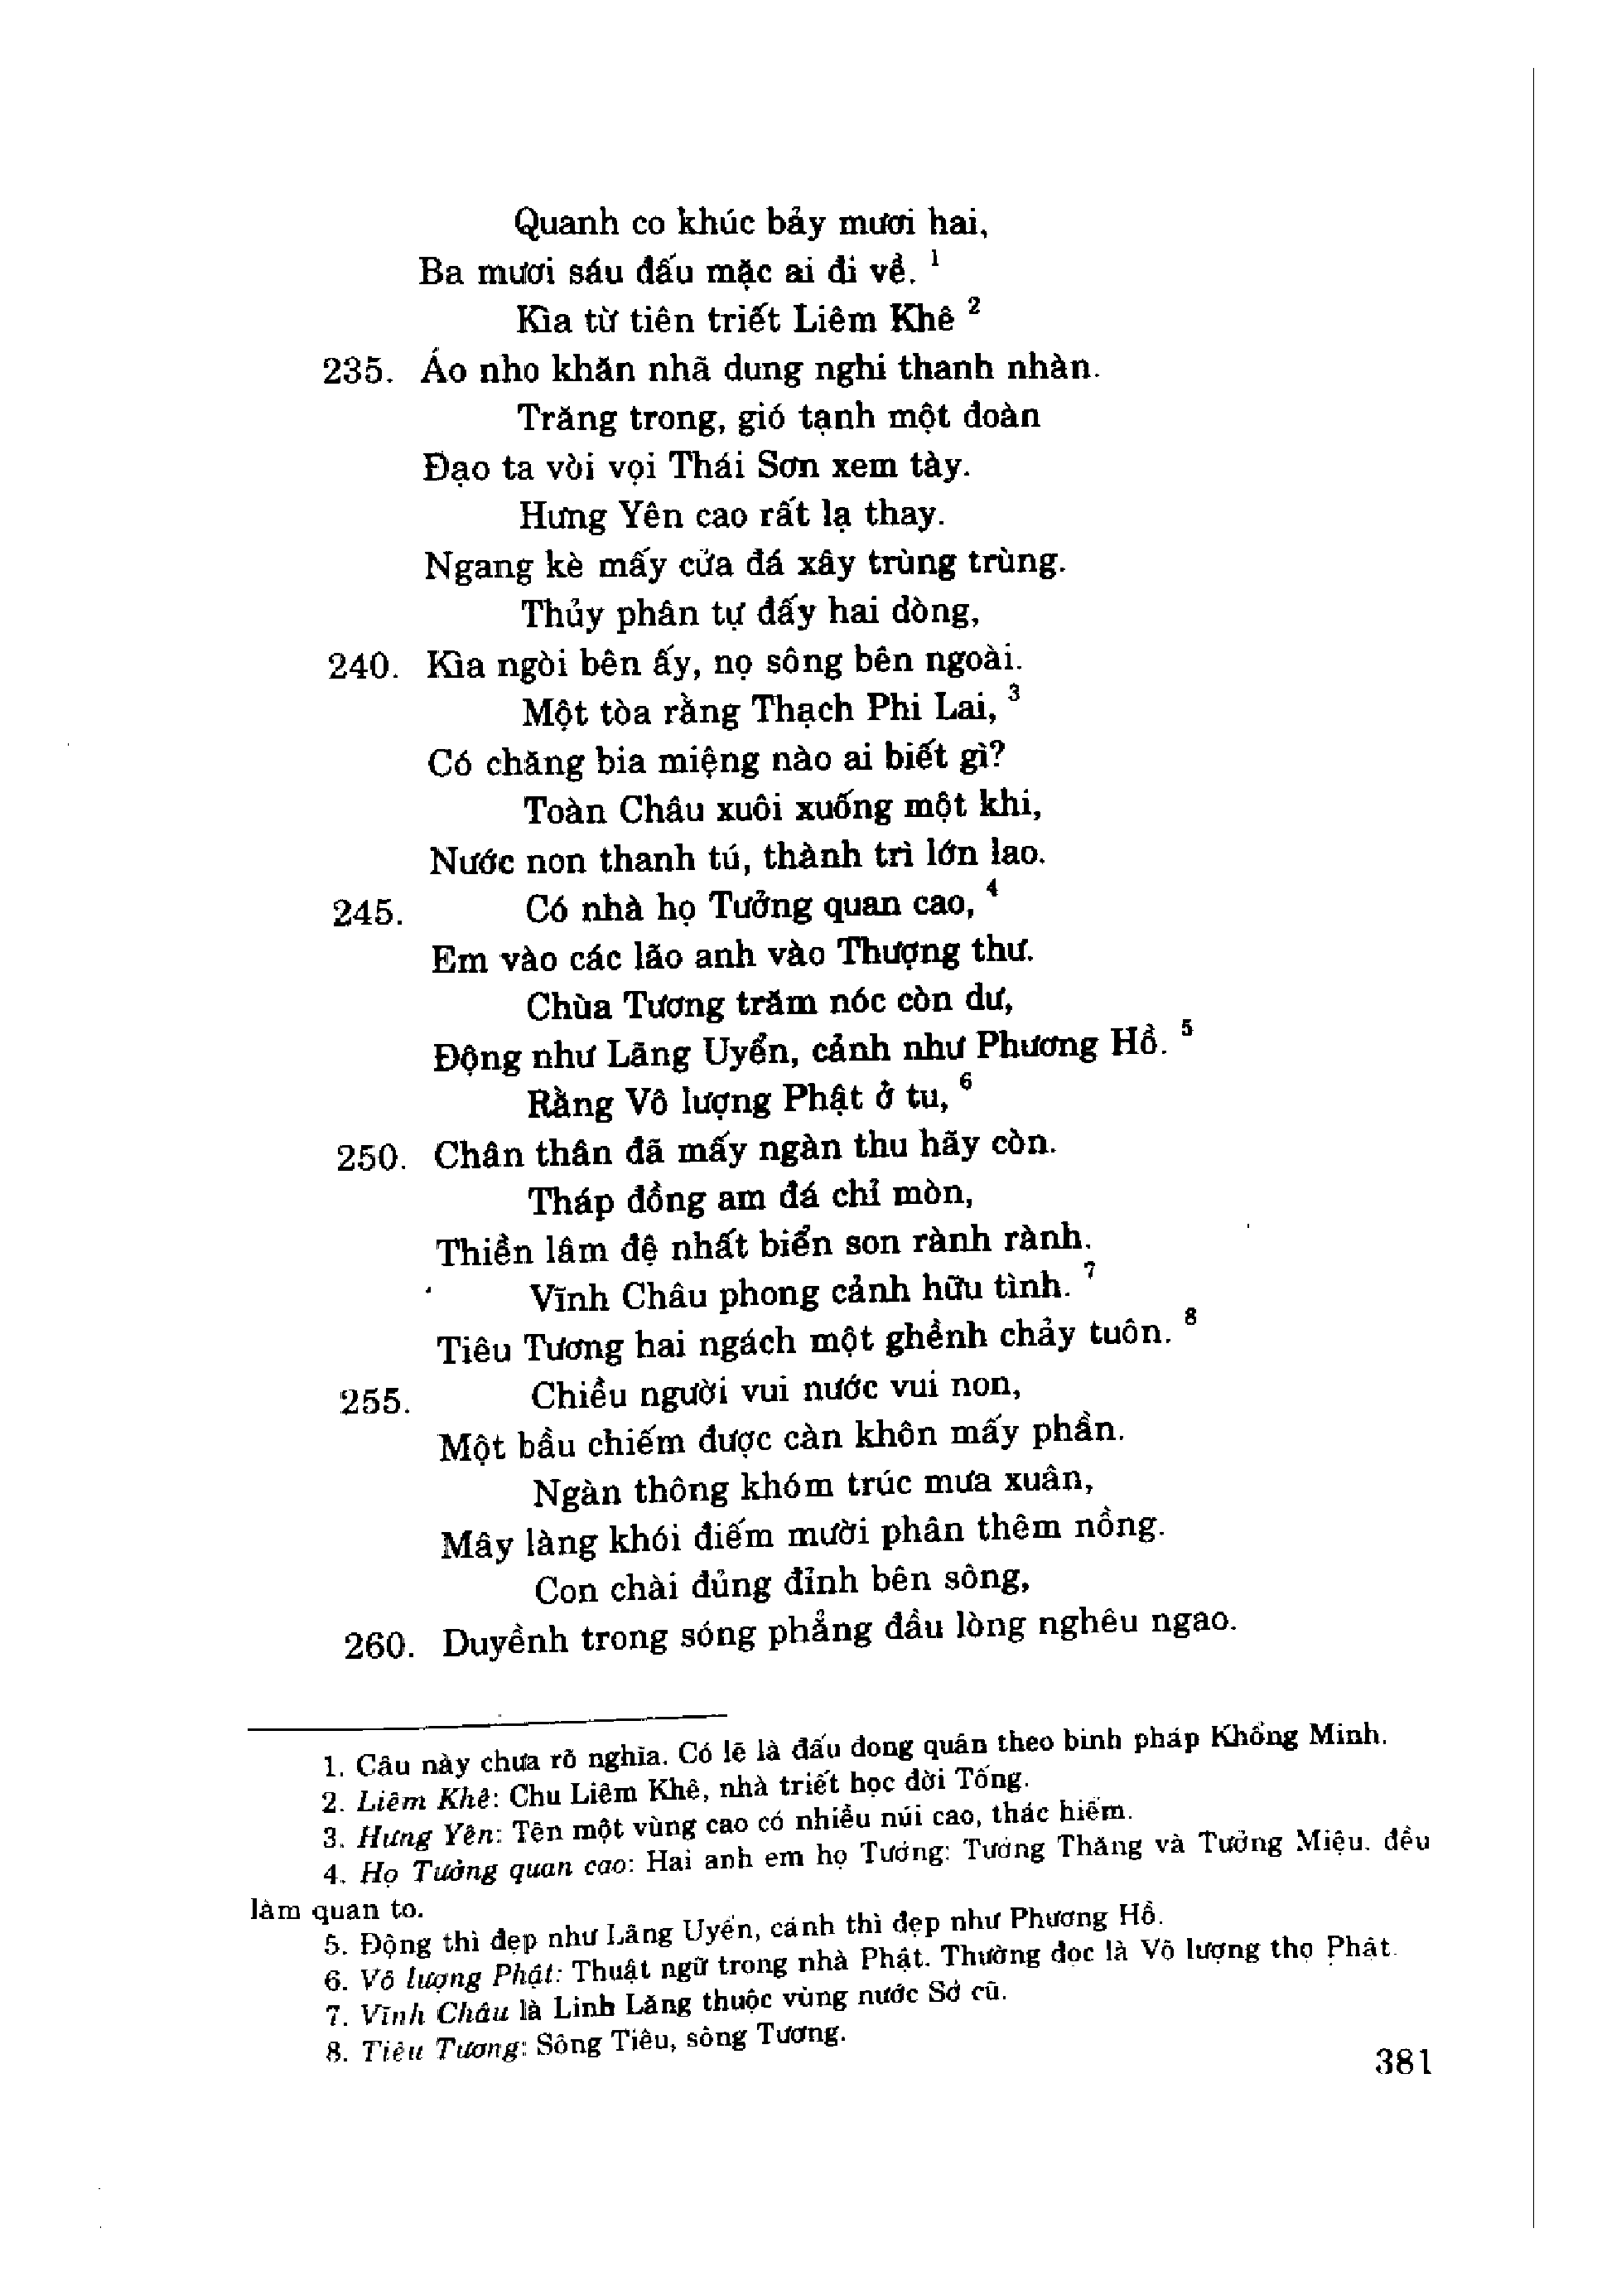 Quanh co khúc bảy mươi hai,
Ba mươi sáu đấu mặc ai đi về. 1
Kìa từ tiên triết Liêm Khê 2
235. Áo nho khăn nhã dung nghi thanh nhàn.
Trăng trong, gió tạnh một đoàn
Đạo ta vòi vọi Thái Sơn xem tày.
Hưng Yên cao rất lạ thay.
Ngang kè mấy cửa đá xây trùng trùng.
Thủy phân tự đấy hai dòng,
240. Kìa ngòi bên ấy, nọ sông bên ngoài.
Một tòa rằng Thạch Phi Lai, 3
Có chăng bia miệng nào ai biết gì?
Toàn Châu xuôi xuống một khi,
Nước non thanh tú, thành trì lớn lao.
245. Có nhà họ Tưởng quan cao, 4
Em vào các lão anh vào Thượng thư.
Chùa Tương trăm nóc còn dư,
Động như Lãng Uyển, cảnh như Phương Hồ. 5
Rằng Vô lượng Phật ở tu, 6
250. Chân thân đã mấy ngàn thu hãy còn.
Tháp đồng am đá chỉ mòn,
Thiền lâm đệ nhất biển son rành rành.
Vĩnh Châu phong cảnh hữu tình. 7
Tiêu Tương hai ngách một ghềnh chảy tuôn. 8
255. Chiều người vui nước vui non,
Một bầu chiếm được càn khôn mấy phần.
Ngàn thông khóm trúc mưa xuân,
Mây làng khói điếm mười phân thêm nồng.
Con chài đủng đỉnh bên sông,
260. Duyềnh trong sóng phẳng đầu lòng nghêu ngao.
1. Câu này chưa rõ nghĩa. Có lẽ là đấu đong quân theo binh pháp Khổng Minh.
2. Liêm Khê: Chu Liêm Khê, nhà triết học đời Tống.
3. Hưng Yên: Tên một vùng cao có nhiều núi cao, thác hiểm.
4. Họ Tưởng quan cao: Hai anh em họ Tưởng: Tưởng Thăng và Tưởng Miệu. đều
làm quan to.
5. Động thì đẹp như Lãng Uyển, cảnh thì đẹp như Phương Hồ.
6. Vô lượng Phật: Thuật ngữ trong nhà Phật. Thường đọc là Vô lượng thọ Phật.
7. Vĩnh Châu là Linh Lăng thuộc vùng nước Sở cũ.
8. Tiêu Tương: Sông Tiêu, sông Tương.
381